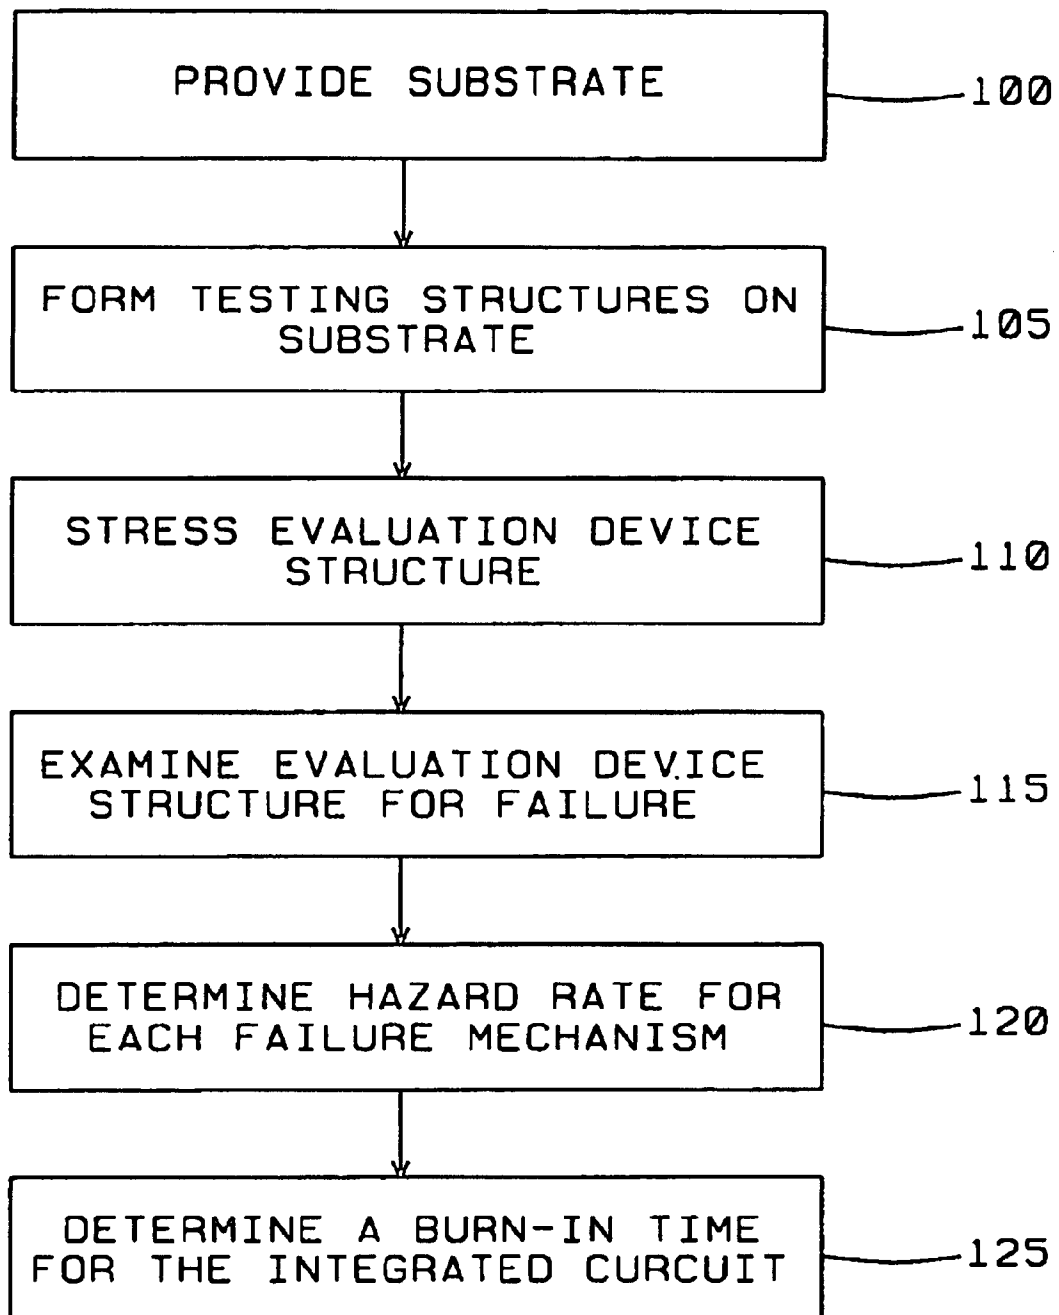 PROVIDE SUBSTRATE
100
FORM TESTING STRUCTURES ON
SUBSTRATE
105
STRESS EVALUATION DEVICE
STRUCTURE
110
EXAMINE EVALUATION DEVICE
STRUCTURE FOR FAILURE
115
DETERMINE HAZARD RATE FOR
EACH FAILURE MECHANISM
120
DETERMINE A BURN-IN TIME
FOR THE INTEGRATED CURCUIT
125